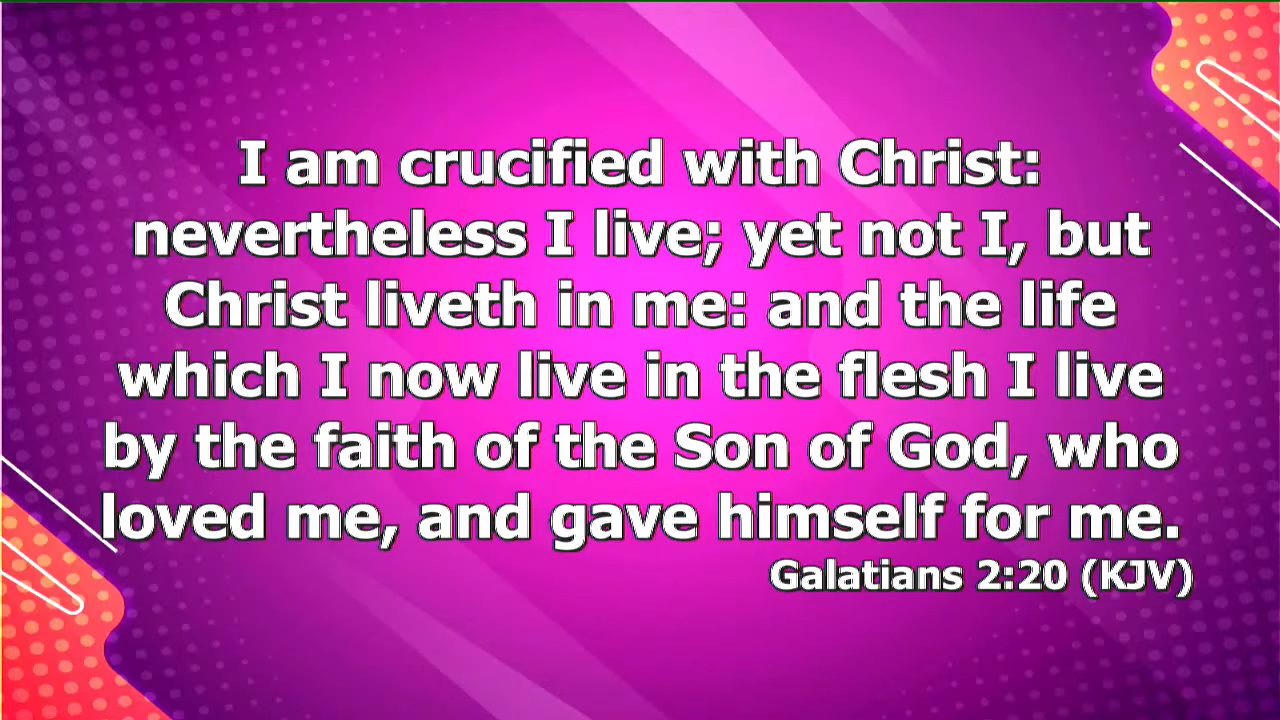 I am crucified with Christ:
nevertheless I live; yet not I, but
Christ liveth in me: and the life
which I now live in the flesh I live
by the faith of the Son of God, who
loved me, and gave himself for me.
Galatians 2:20 (KJV)